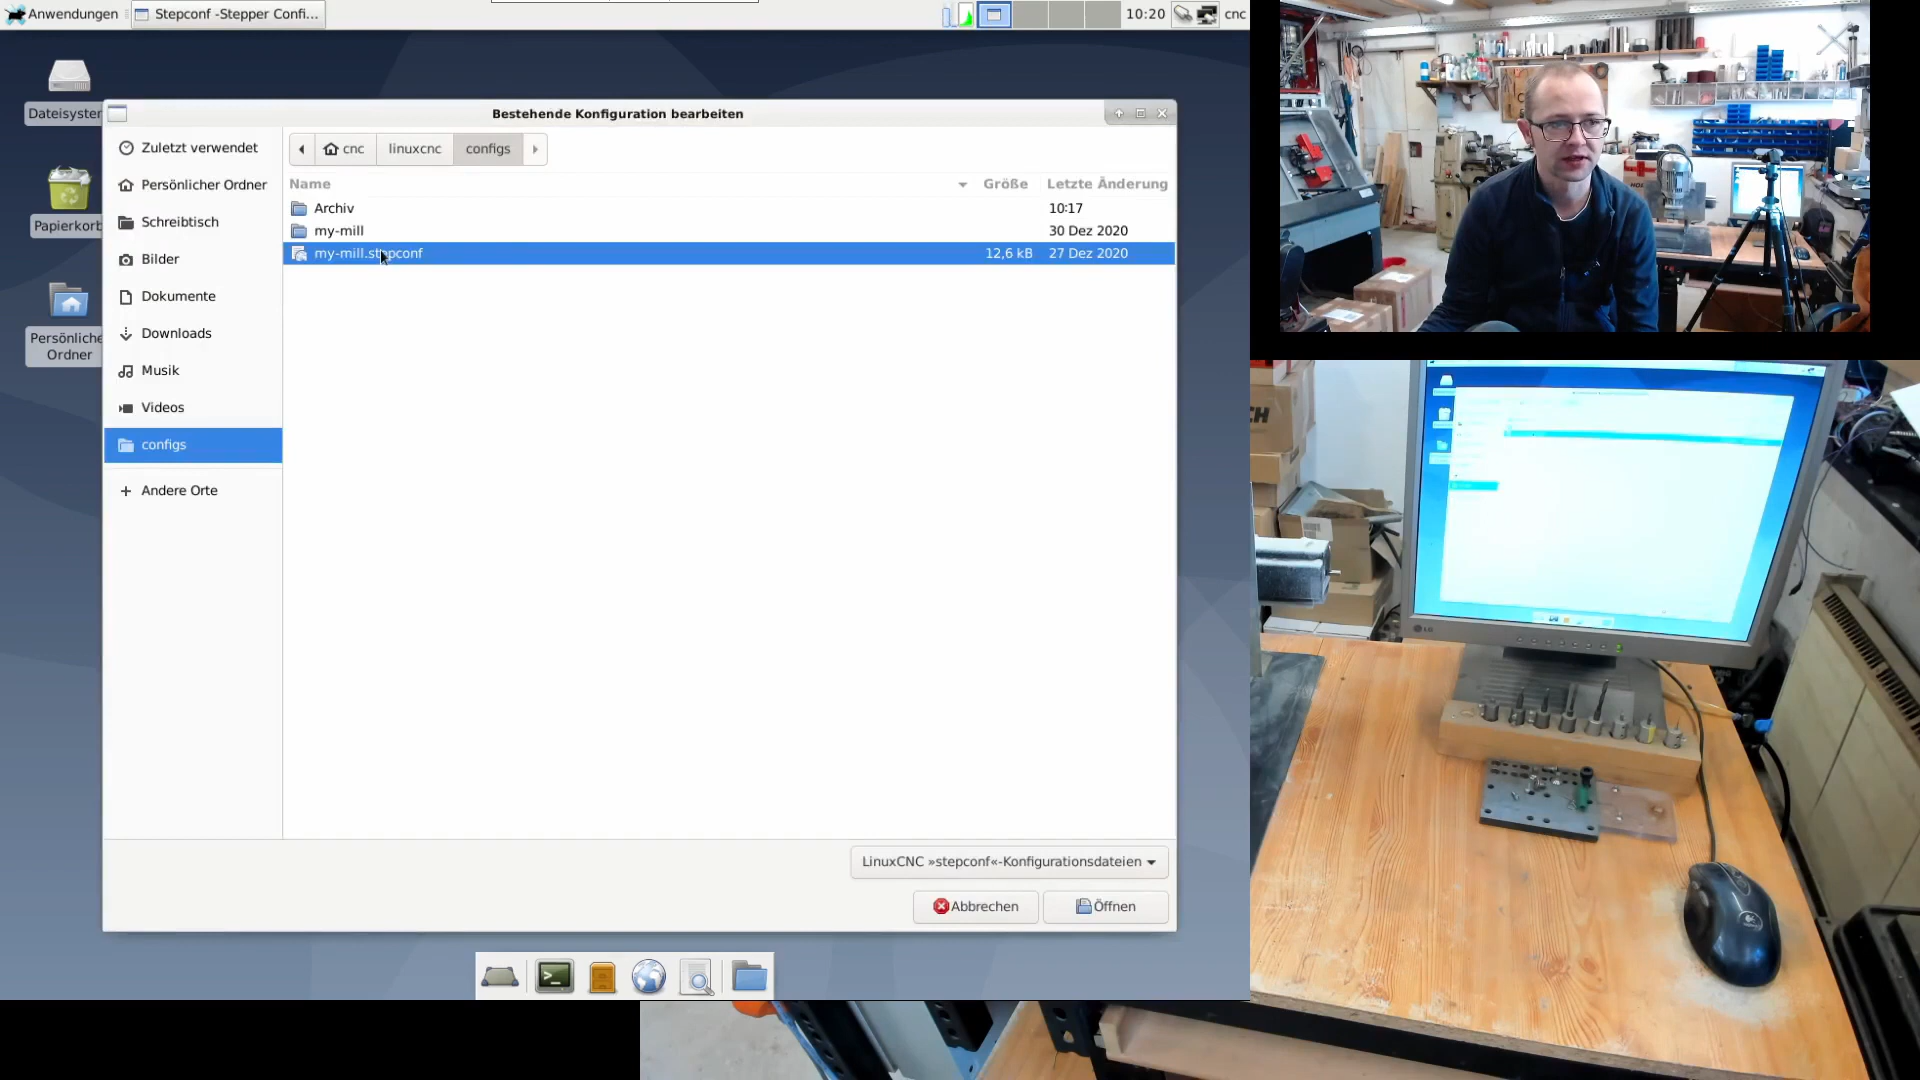 Anwendungen
Stepconf -Stepper Confi...
10:20
cnc
Dateisystem
Papierkorb
Persönliche
Ordner
Bestehende Konfiguration bearbeiten
Zuletzt verwendet
Persönlicher Ordner
Schreibtisch
Bilder
Dokumente
Downloads
Musik
Videos
configs
Andere Orte
cnc
linuxcnc
configs
Name
Größe
Letzte Änderung
Archiv
10:17
my-mill
30 Dez 2020
my-mill.stepconf
12,6 kB
27 Dez 2020
LinuxCNC »stepconf«-Konfigurationsdateien
Abbrechen
Öffnen
LG